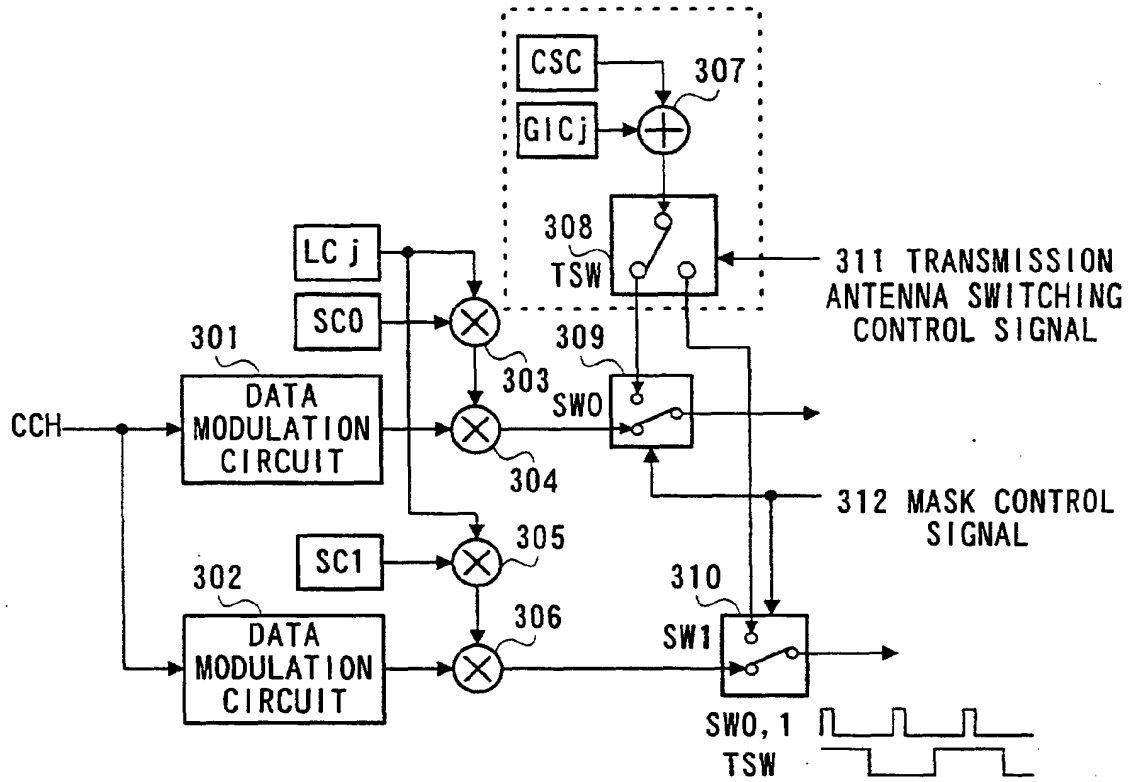 CSC
307
GICj
308
TSW
311 TRANSMISSION
ANTENNA SWITCHING
CONTROL SIGNAL
LCj
SC0
303
301
DATA
MODULATION
CIRCUIT
CCH
304
309
SW0
312 MASK CONTROL
SIGNAL
SC1
305
302
DATA
MODULATION
CIRCUIT
306
310
SW1
SW0,1
TSW